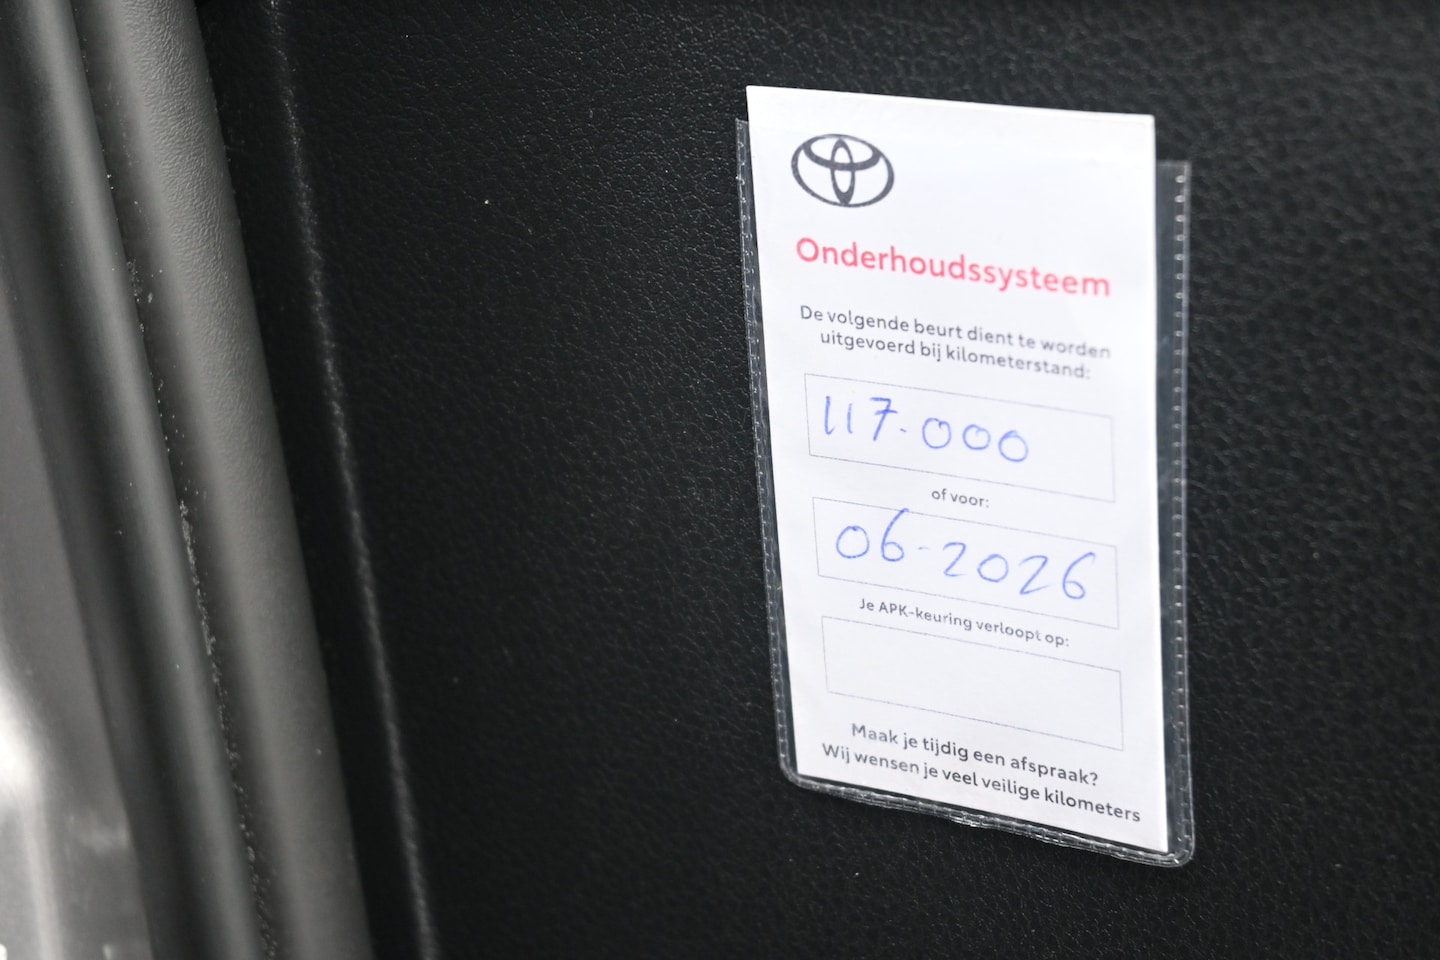 Onderhoudssysteem
De volgende beurt dient te worden
uitgevoerd bij kilometerstand:
117.000
of voor:
06-2026
Je APK-keuring verloopt op:
Maak je tijdig een afspraak?
Wij wensen je veel veilige kilometers